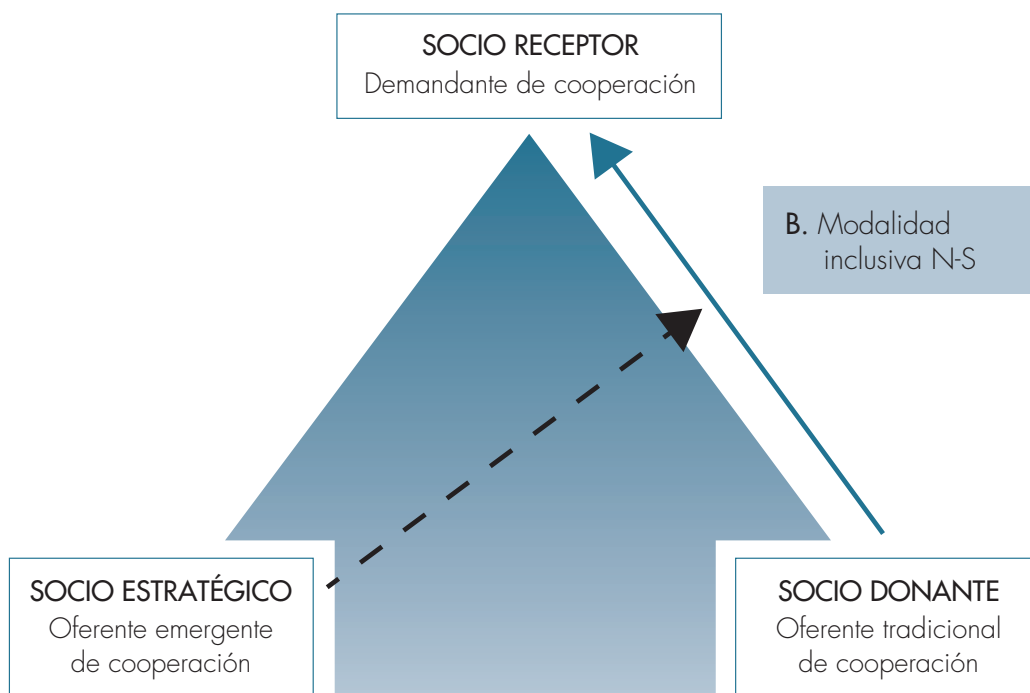 SOCIO RECEPTOR
Demandante de cooperación
B. Modalidad
inclusiva N-S
SOCIO ESTRATÉGICO
Oferente emergente
de cooperación
SOCIO DONANTE
Oferente tradicional
de cooperación